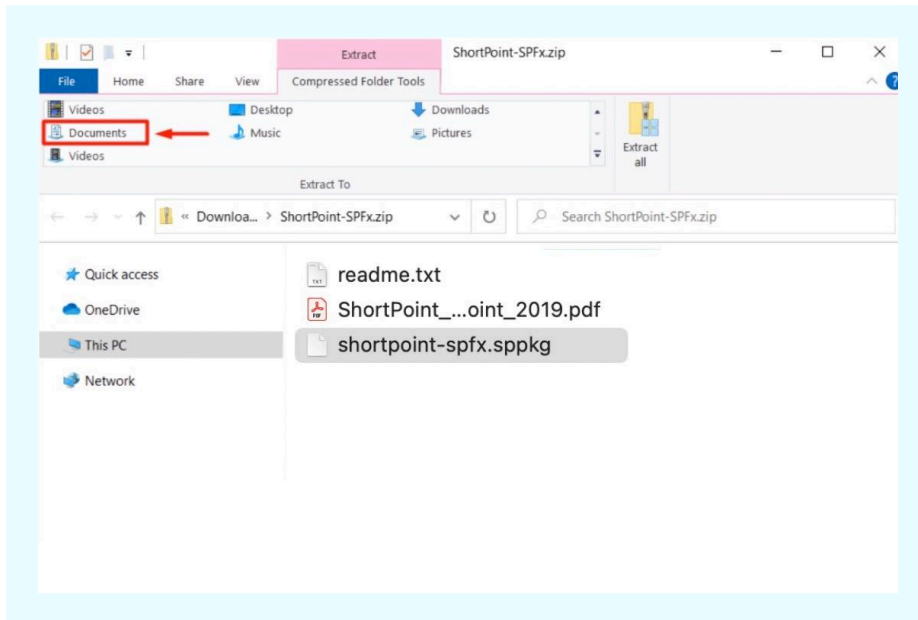 Extract
ShortPoint-SPFx.zip
File Home Share View Compressed Folder Tools
Videos Desktop Downloads
Documents Music Pictures
Videos
Extract all
Extract To
« Downloa... > ShortPoint-SPFx.zip
Search ShortPoint-SPFx.zip
Quick access
OneDrive
This PC
Network
readme.txt
ShortPoint_...oint_2019.pdf
shortpoint-spfx.sppkg